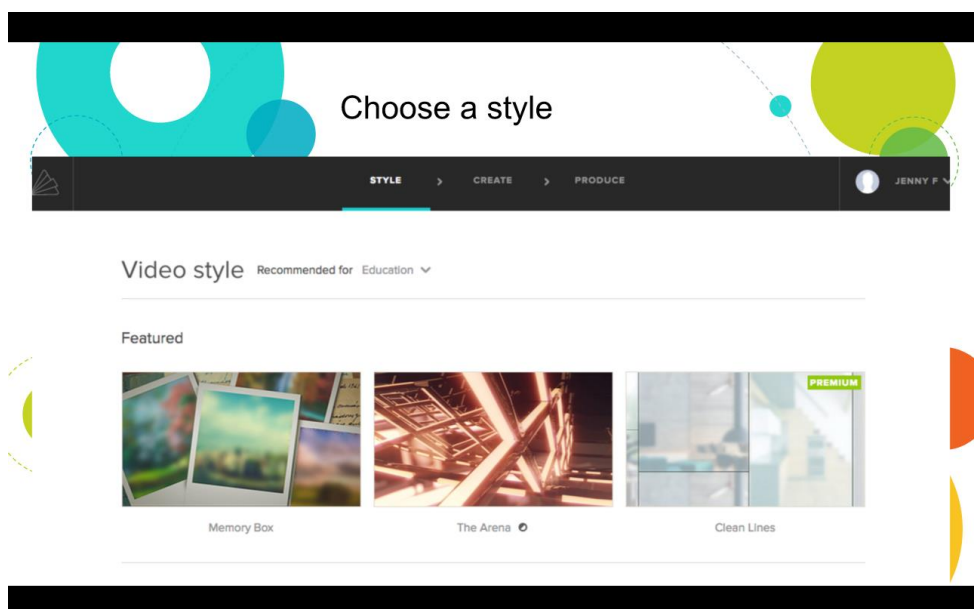 Choose a style
STYLE > CREATE > PRODUCE
JENNY F
Video style Recommended for Education
Featured
PREMIUM
Memory Box
The Arena
Clean Lines